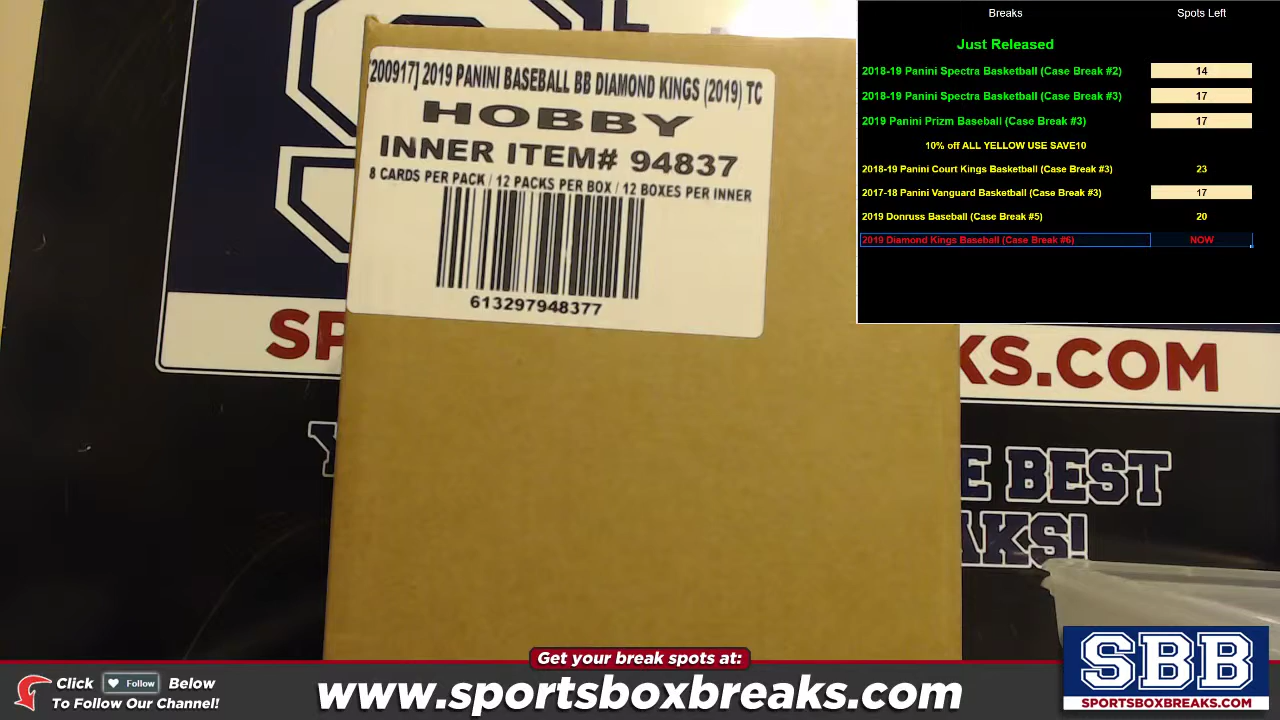 [200917] 2019 PANINI BASEBALL BB DIAMOND KINGS (2019) TC
HOBBY
INNER ITEM# 94837
8 CARDS PER PACK / 12 PACKS PER BOX / 12 BOXES PER INNER
613297948377
Breaks Spots Left
Just Released
2018-19 Panini Spectra Basketball (Case Break #2) 14
2018-19 Panini Spectra Basketball (Case Break #3) 17
2019 Panini Prizm Baseball (Case Break #3) 17
10% off ALL YELLOW USE SAVE10
2018-19 Panini Court Kings Basketball (Case Break #3) 23
2017-18 Panini Vanguard Basketball (Case Break #3) 17
2019 Donruss Baseball (Case Break #5) 20
2019 Diamond Kings Baseball (Case Break #6) NOW
SP
KS.COM
Y
E BEST
AKS!
Get your break spots at:
Click Follow Below
To Follow Our Channel!
www.sportsboxbreaks.com
SBB
SPORTSBOXBREAKS.COM